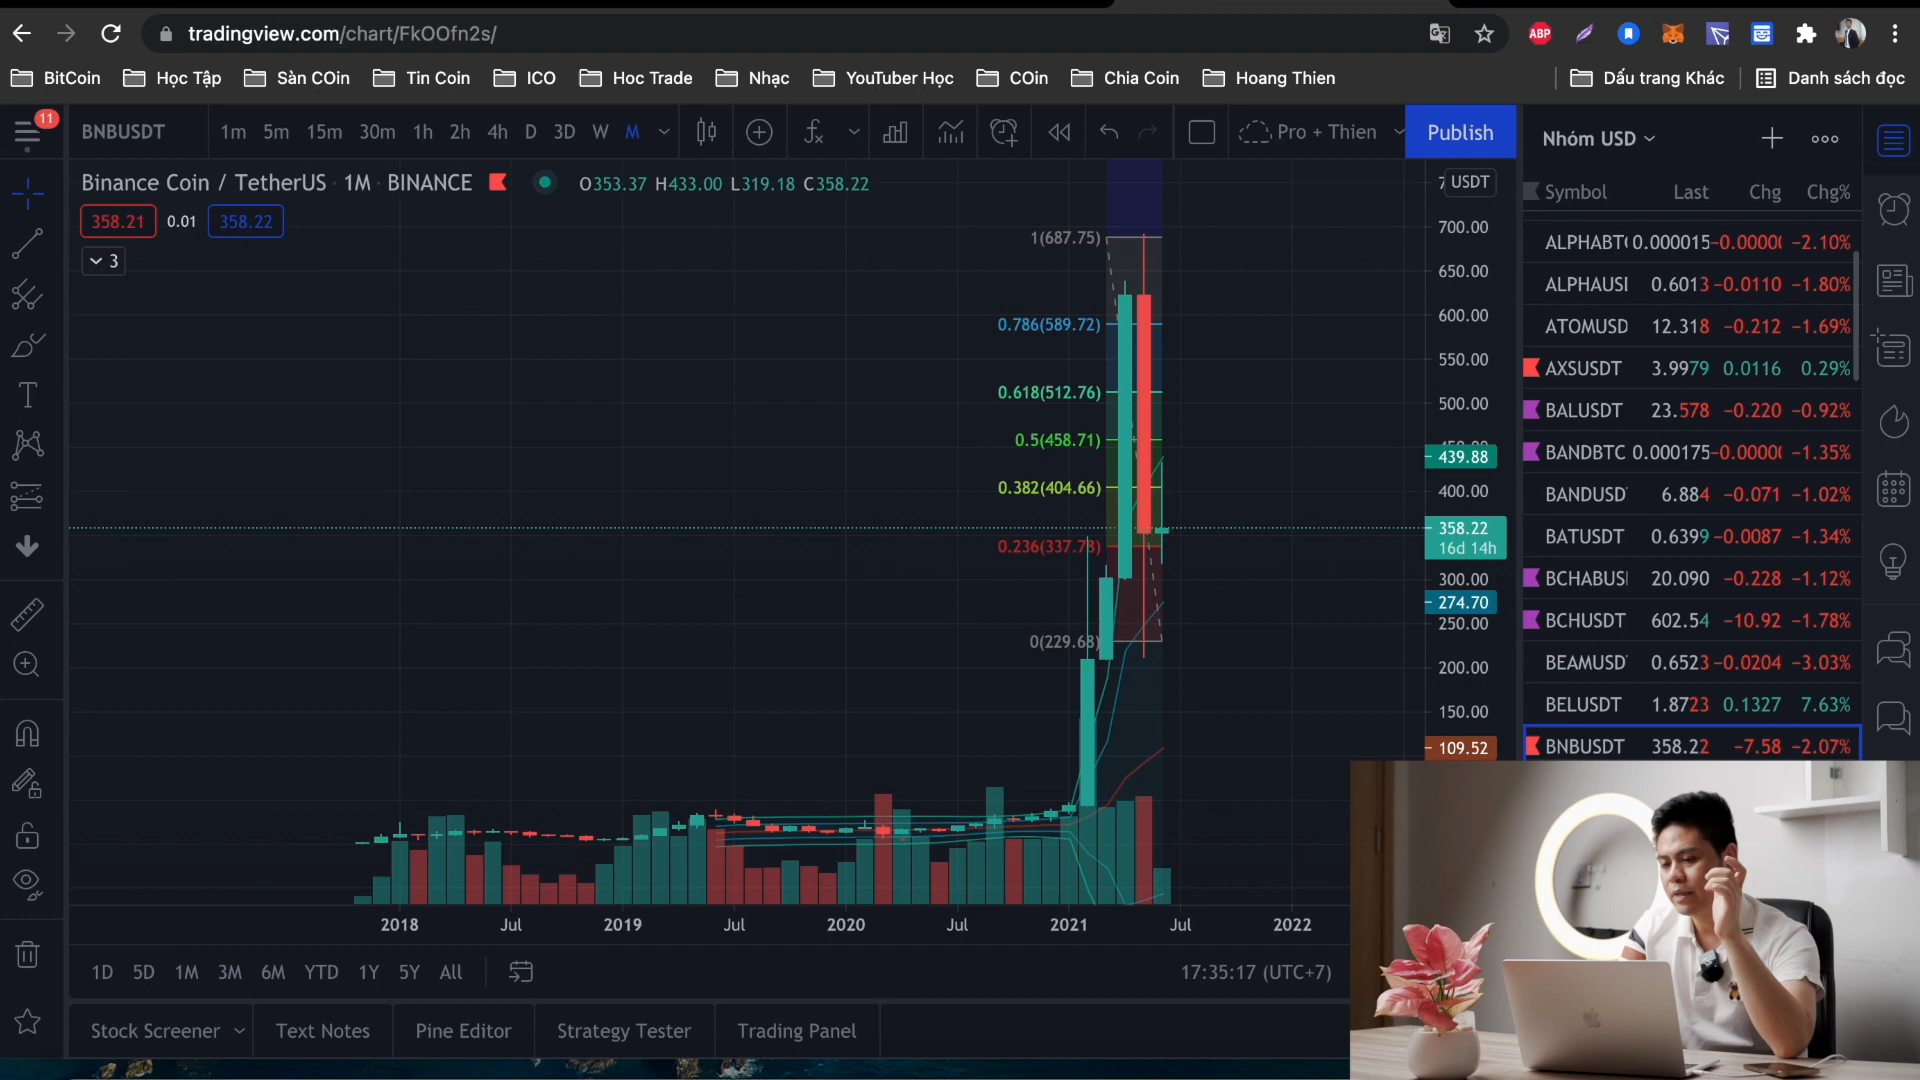 tradingview.com/chart/FkOOfn2s/
ABP
BitCoin Học Tập Sàn COin Tin Coin ICO Hoc Trade Nhạc YouTuber Học COin Chia Coin Hoang Thien Dấu trang Khác Danh sách đọc
11
BNBUSDT 1m 5m 15m 30m 1h 2h 4h D 3D W M Pro + Thien Publish
Nhóm USD
Binance Coin / TetherUS · 1M · BINANCE O353.37 H433.00 L319.18 C358.22
358.21 0.01 358.22
3
USDT
700.00
650.00
600.00
550.00
500.00
439.88
400.00
358.22
16d 14h
300.00
274.70
250.00
200.00
150.00
109.52
1(687.75)
0.786(589.72)
0.618(512.76)
0.5(458.71)
0.382(404.66)
0.236(337.73)
0(229.68)
Symbol Last Chg Chg%
ALPHABT 0.000015 −0.0000 −2.10%
ALPHAUSI 0.6013 −0.0110 −1.80%
ATOMUSD 12.318 −0.212 −1.69%
AXSUSDT 3.9979 0.0116 0.29%
BALUSDT 23.578 −0.220 −0.92%
BANDBTC 0.000175 −0.0000 −1.35%
BANDUSD 6.884 −0.071 −1.02%
BATUSDT 0.6399 −0.0087 −1.34%
BCHABUSI 20.090 −0.228 −1.12%
BCHUSDT 602.54 −10.92 −1.78%
BEAMUSD 0.6523 −0.0204 −3.03%
BELUSDT 1.8723 0.1327 7.63%
BNBUSDT 358.22 −7.58 −2.07%
2018 Jul 2019 Jul 2020 Jul 2021 Jul 2022
1D 5D 1M 3M 6M YTD 1Y 5Y All 17:35:17 (UTC+7)
Stock Screener Text Notes Pine Editor Strategy Tester Trading Panel